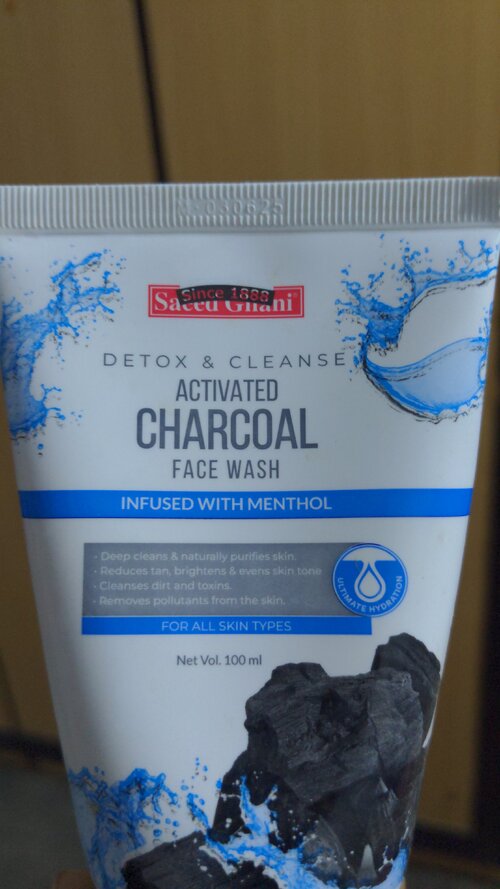 030625
Since 1888
Saeed Ghani®
DETOX & CLEANSE
ACTIVATED
CHARCOAL
FACE WASH
INFUSED WITH MENTHOL
• Deep cleans & naturally purifies skin.
• Reduces tan, brightens & evens skin tone
• Cleanses dirt and toxins.
• Removes pollutants from the skin.
ULTIMATE HYDRATION
FOR ALL SKIN TYPES
Net Vol. 100 ml